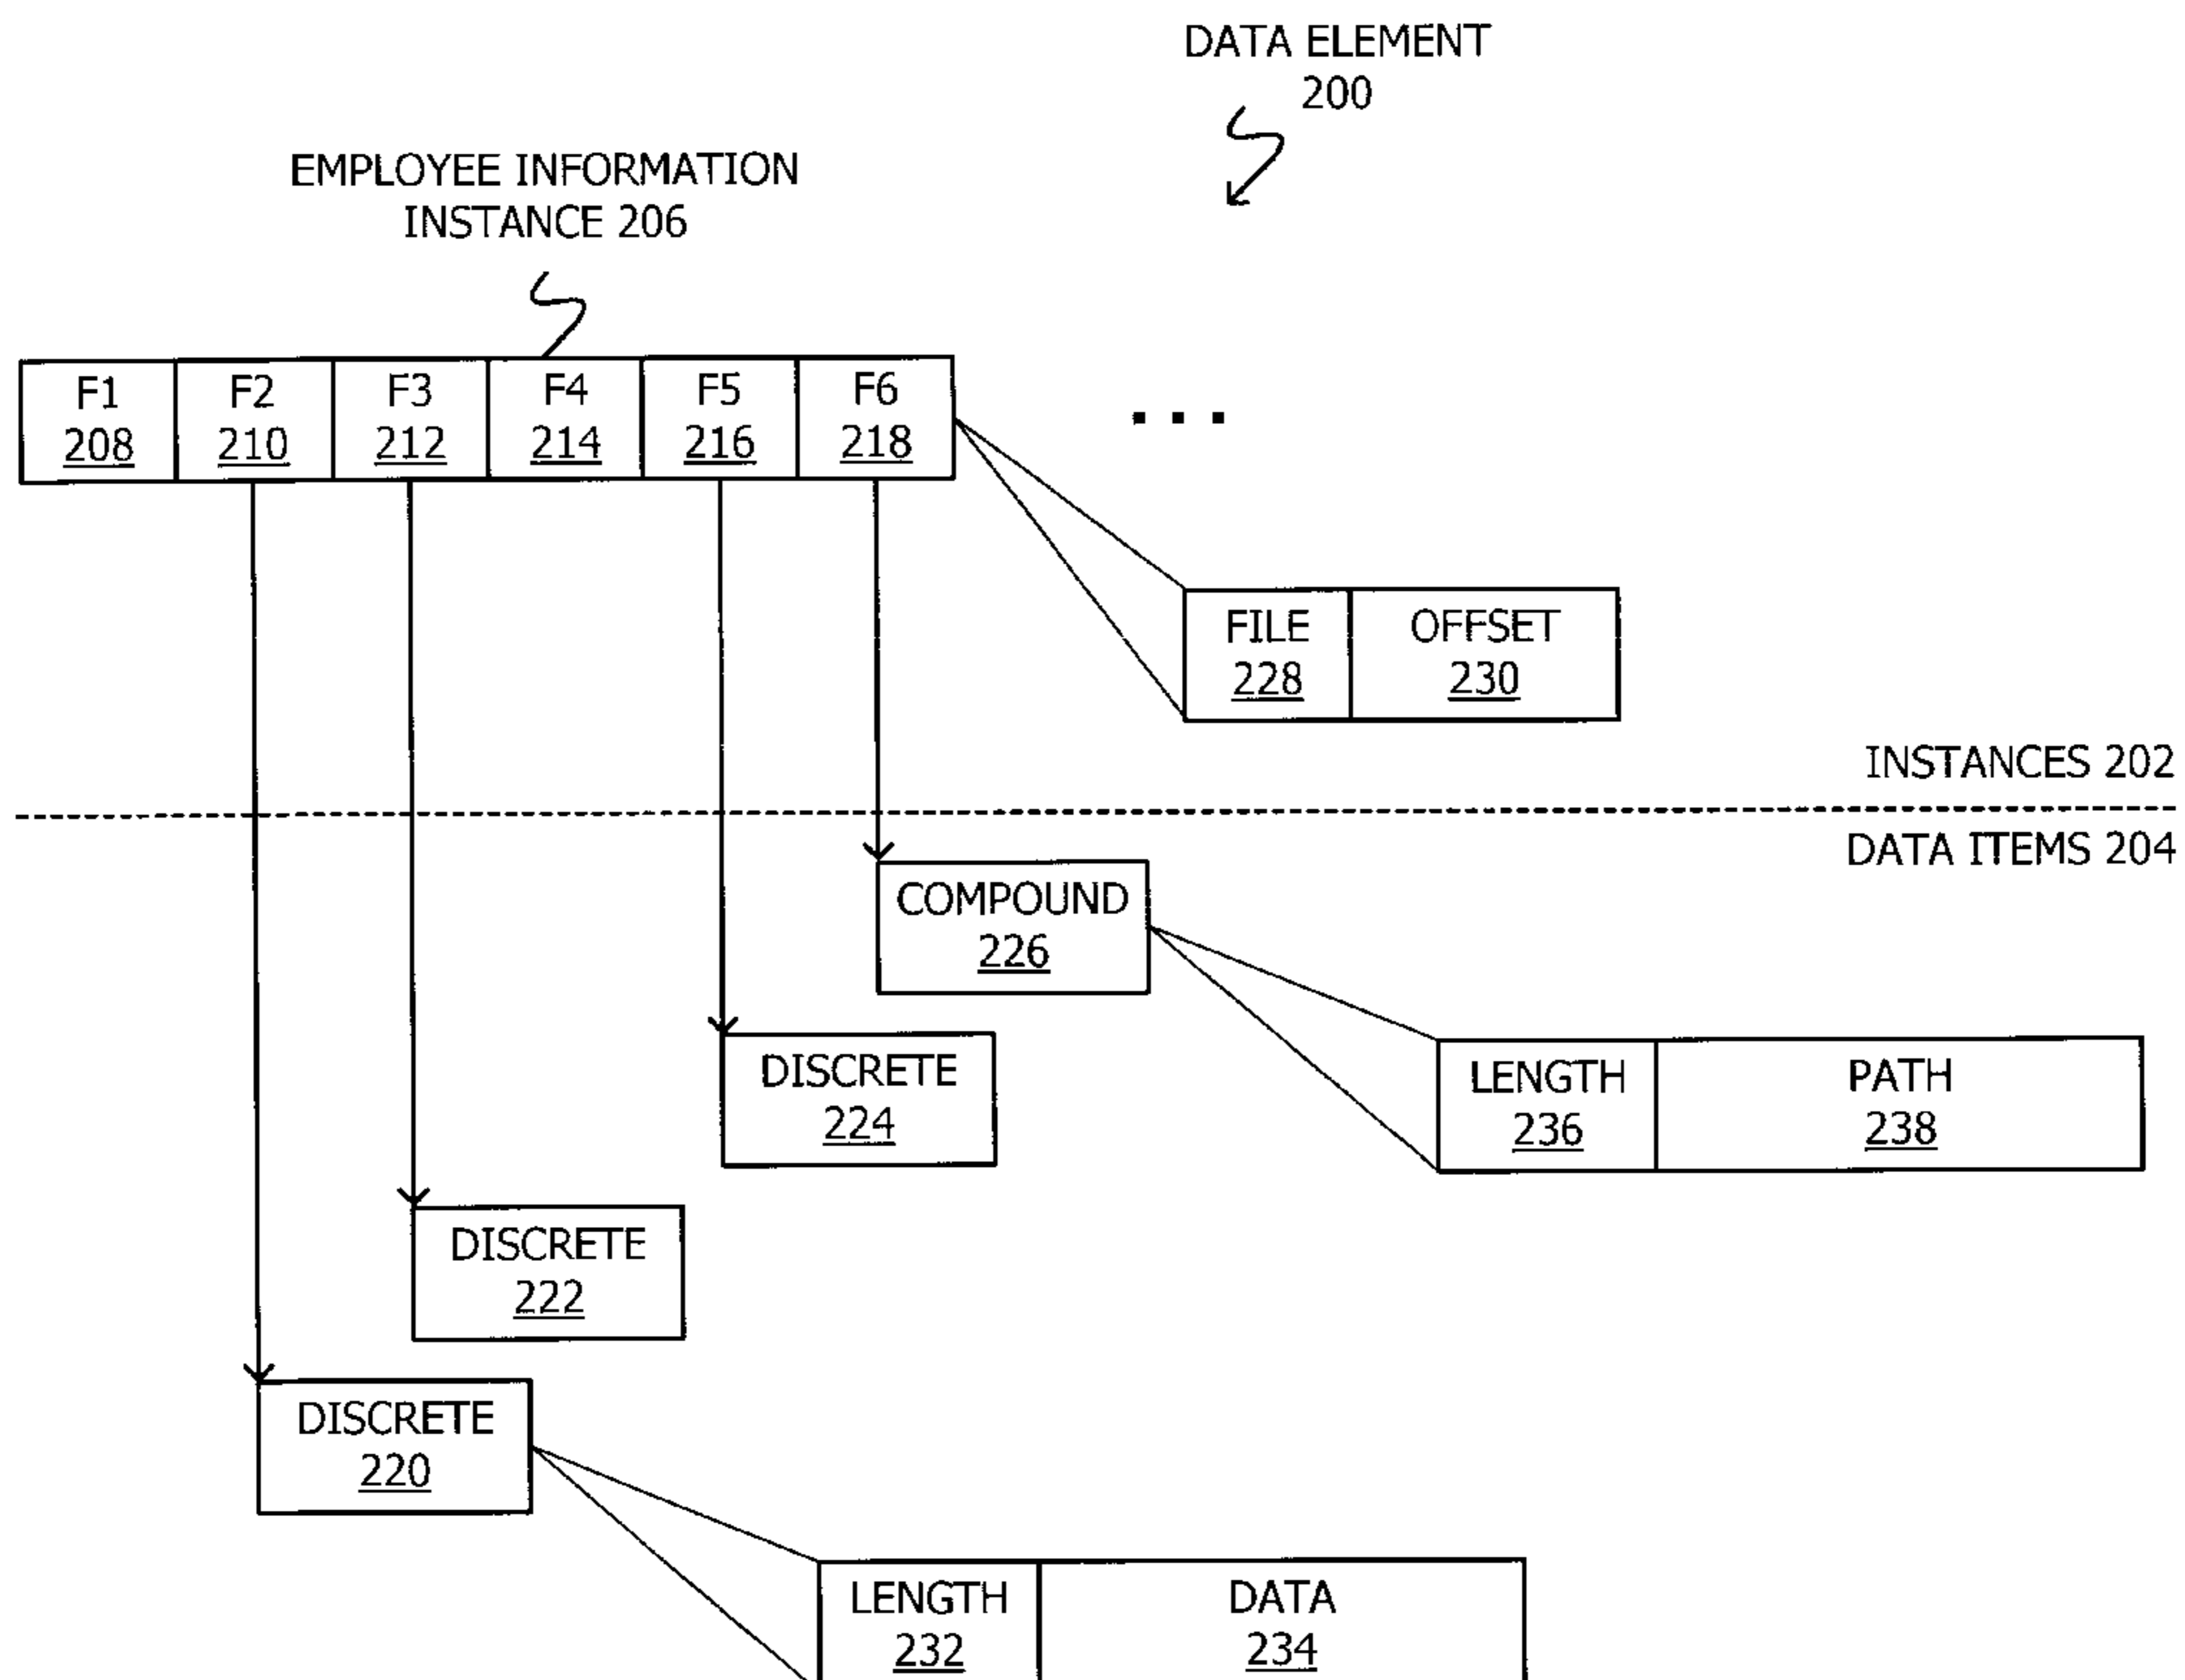 DATA ELEMENT
200
EMPLOYEE INFORMATION
INSTANCE 206
F1
208
F2
210
F3
212
F4
214
F5
216
F6
218
...
FILE
228
OFFSET
230
INSTANCES 202
DATA ITEMS 204
COMPOUND
226
DISCRETE
224
LENGTH
236
PATH
238
DISCRETE
222
DISCRETE
220
LENGTH
232
DATA
234